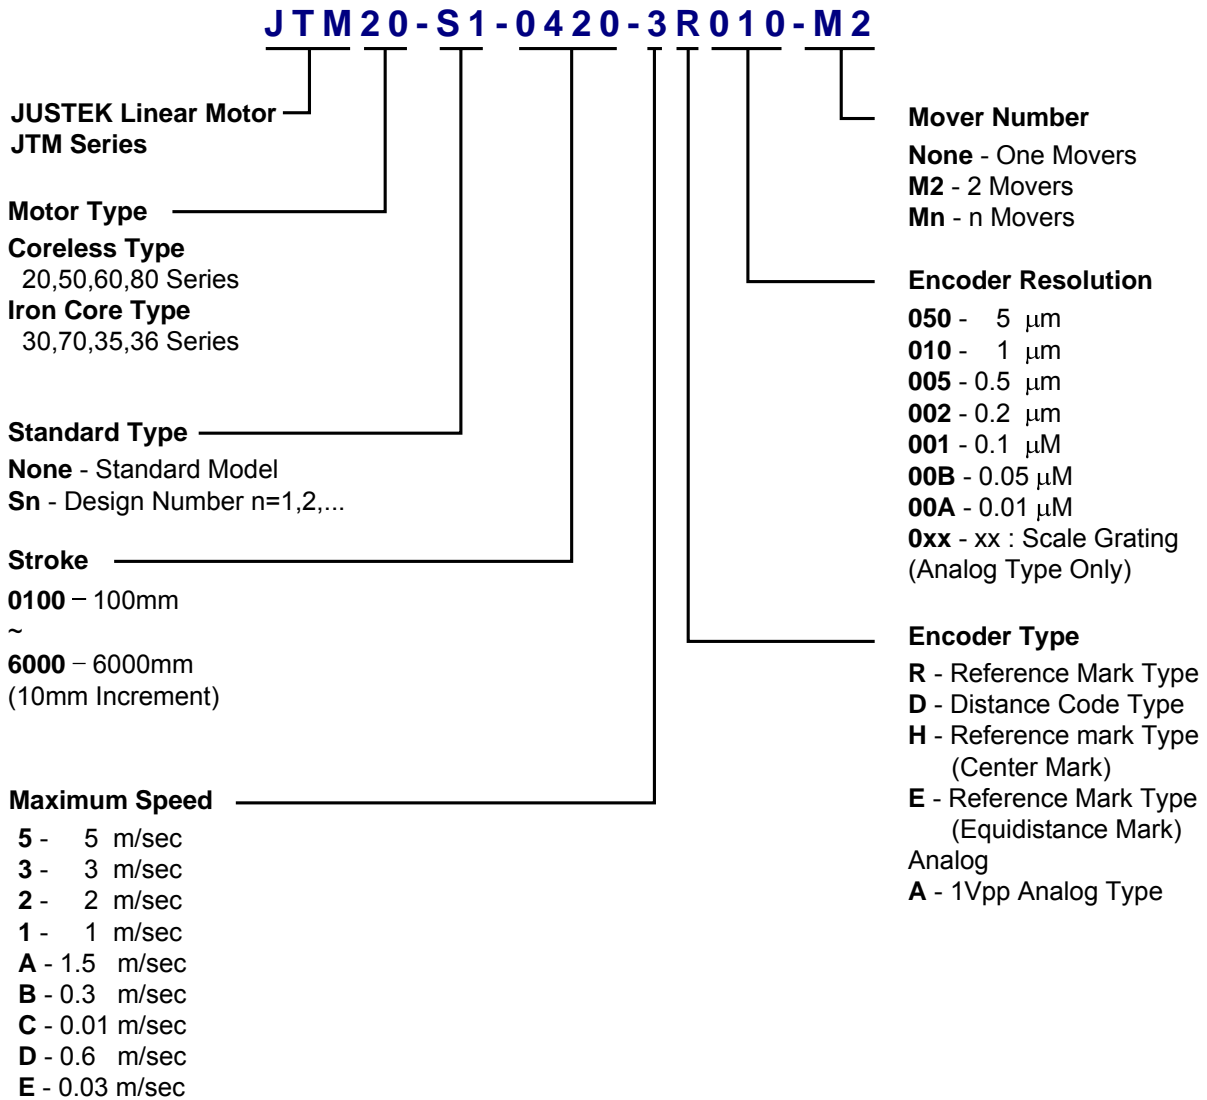 JTM20-S1-0420-3R010-M2
JUSTEK Linear Motor
JTM Series
Motor Type
Coreless Type
20,50,60,80 Series
Iron Core Type
30,70,35,36 Series
Standard Type
None - Standard Model
Sn - Design Number n=1,2,...
Stroke
0100 – 100mm
~
6000 – 6000mm
(10mm Increment)
Maximum Speed
5 - 5 m/sec
3 - 3 m/sec
2 - 2 m/sec
1 - 1 m/sec
A - 1.5 m/sec
B - 0.3 m/sec
C - 0.01 m/sec
D - 0.6 m/sec
E - 0.03 m/sec
Mover Number
None - One Movers
M2 - 2 Movers
Mn - n Movers
Encoder Resolution
050 - 5 μm
010 - 1 μm
005 - 0.5 μm
002 - 0.2 μm
001 - 0.1 μM
00B - 0.05 μM
00A - 0.01 μM
0xx - xx : Scale Grating
(Analog Type Only)
Encoder Type
R - Reference Mark Type
D - Distance Code Type
H - Reference mark Type
(Center Mark)
E - Reference Mark Type
(Equidistance Mark)
Analog
A - 1Vpp Analog Type